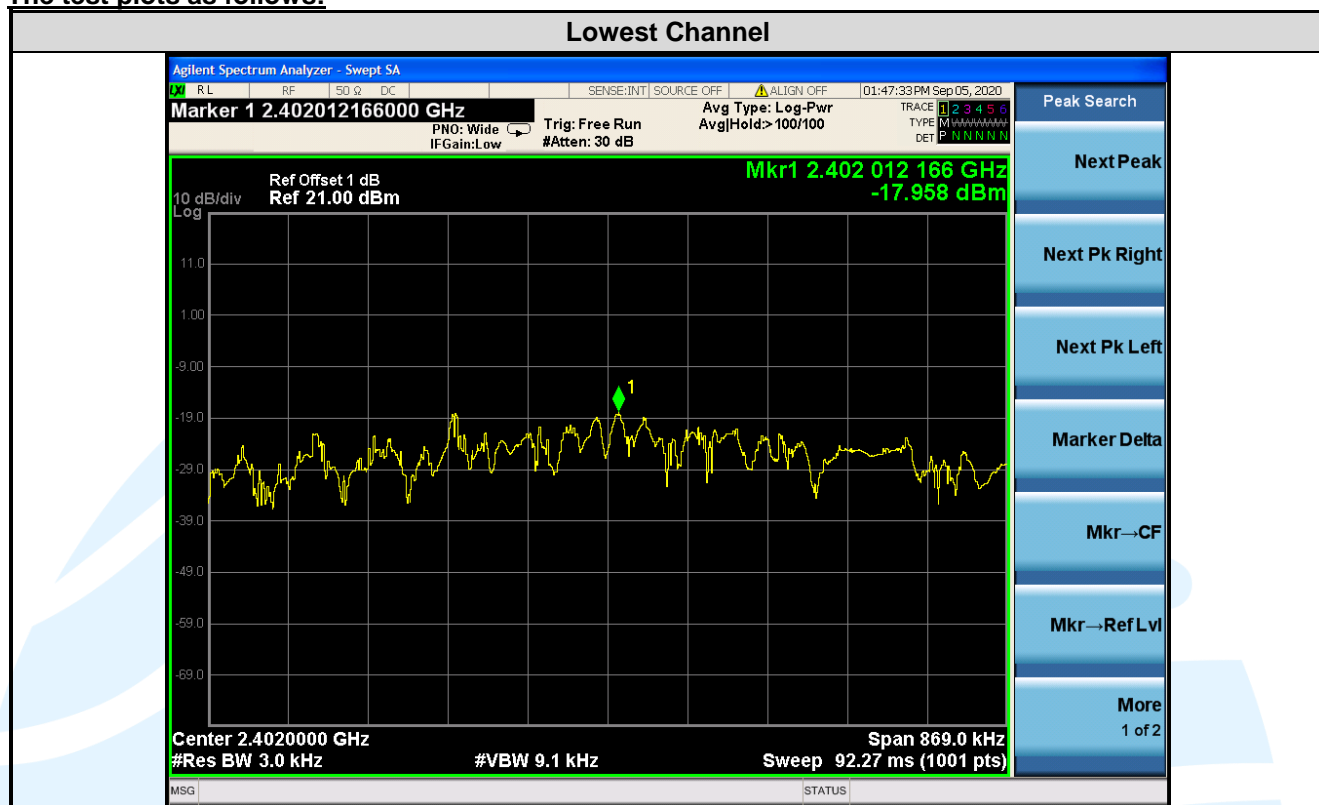 The test plots as follows:
Lowest Channel
Agilent Spectrum Analyzer - Swept SA
LXI RL RF 50 Ω DC SENSE:INT SOURCE OFF ALIGN OFF 01:47:33 PM Sep 05, 2020
Marker 1 2.402012166000 GHz
PNO: Wide
IFGain:Low
Trig: Free Run
#Atten: 30 dB
Avg Type: Log-Pwr
Avg|Hold:>100/100
TRACE 1 2 3 4 5 6
TYPE M WWWWW
DET P N N N N N
Peak Search
Next Peak
Next Pk Right
Next Pk Left
Marker Delta
Mkr→CF
Mkr→Ref Lvl
More
1 of 2
Mkr1 2.402 012 166 GHz
-17.958 dBm
Ref Offset 1 dB
10 dB/div Ref 21.00 dBm
Log
11.0
1.00
-9.00
-19.0
-29.0
-39.0
-49.0
-59.0
-69.0
1
Center 2.4020000 GHz
Span 869.0 kHz
#Res BW 3.0 kHz
#VBW 9.1 kHz
Sweep 92.27 ms (1001 pts)
MSG
STATUS